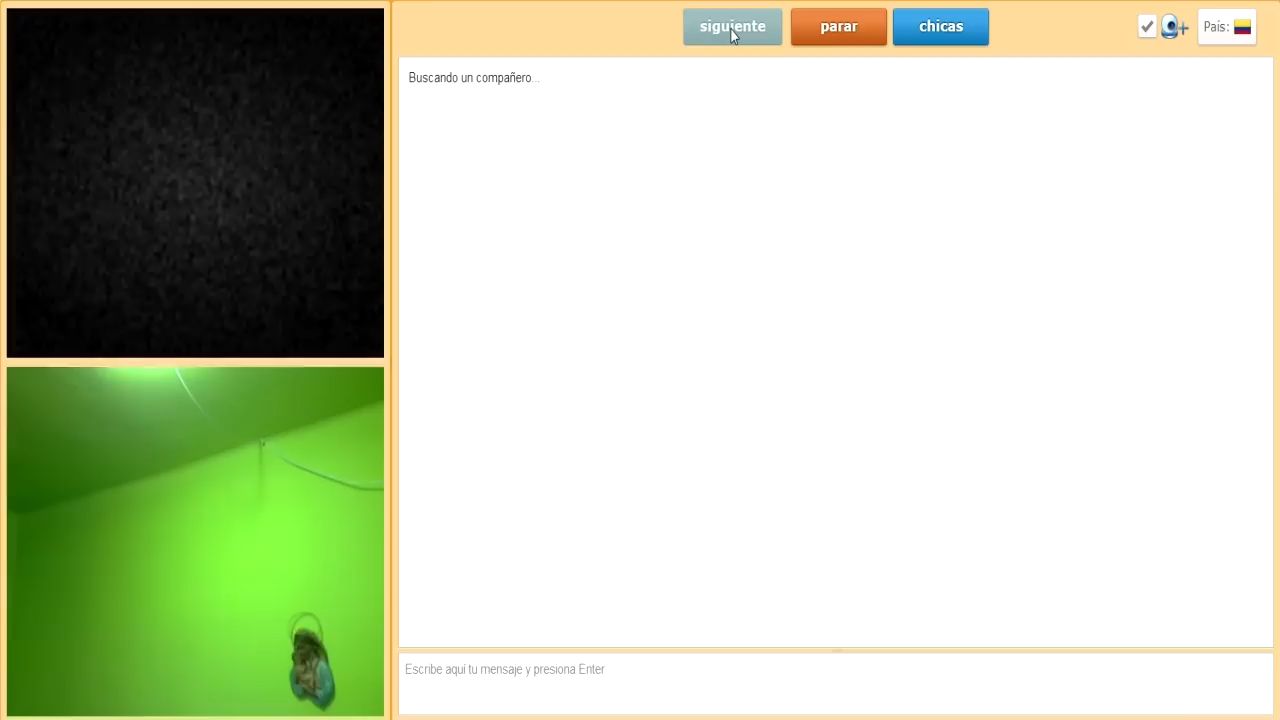 siguiente
parar
chicas
País:
Buscando un compañero...
Escribe aquí tu mensaje y presiona Enter